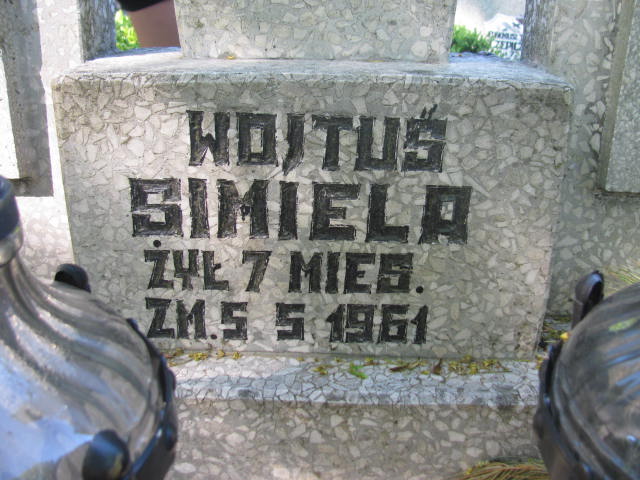 WOJTUŚ
SIMIELA
ŻYŁ 7 MIES.
ZM. 5 5 1961